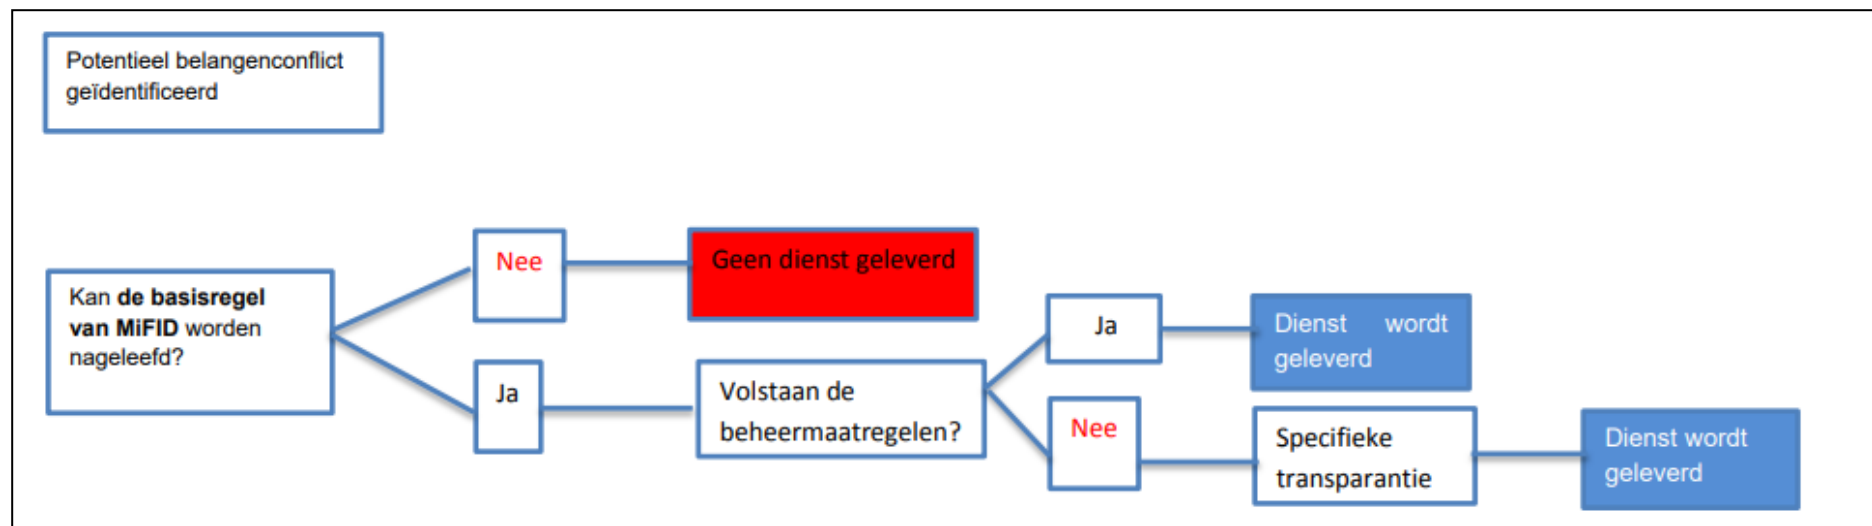 Potentieel belangenconflict
geïdentificeerd
Kan de basisregel
van MiFID worden
nageleefd?
Nee
Geen dienst geleverd
Ja
Volstaan de
beheermaatregelen?
Ja
Dienst wordt
geleverd
Nee
Specifieke
transparantie
Dienst wordt
geleverd